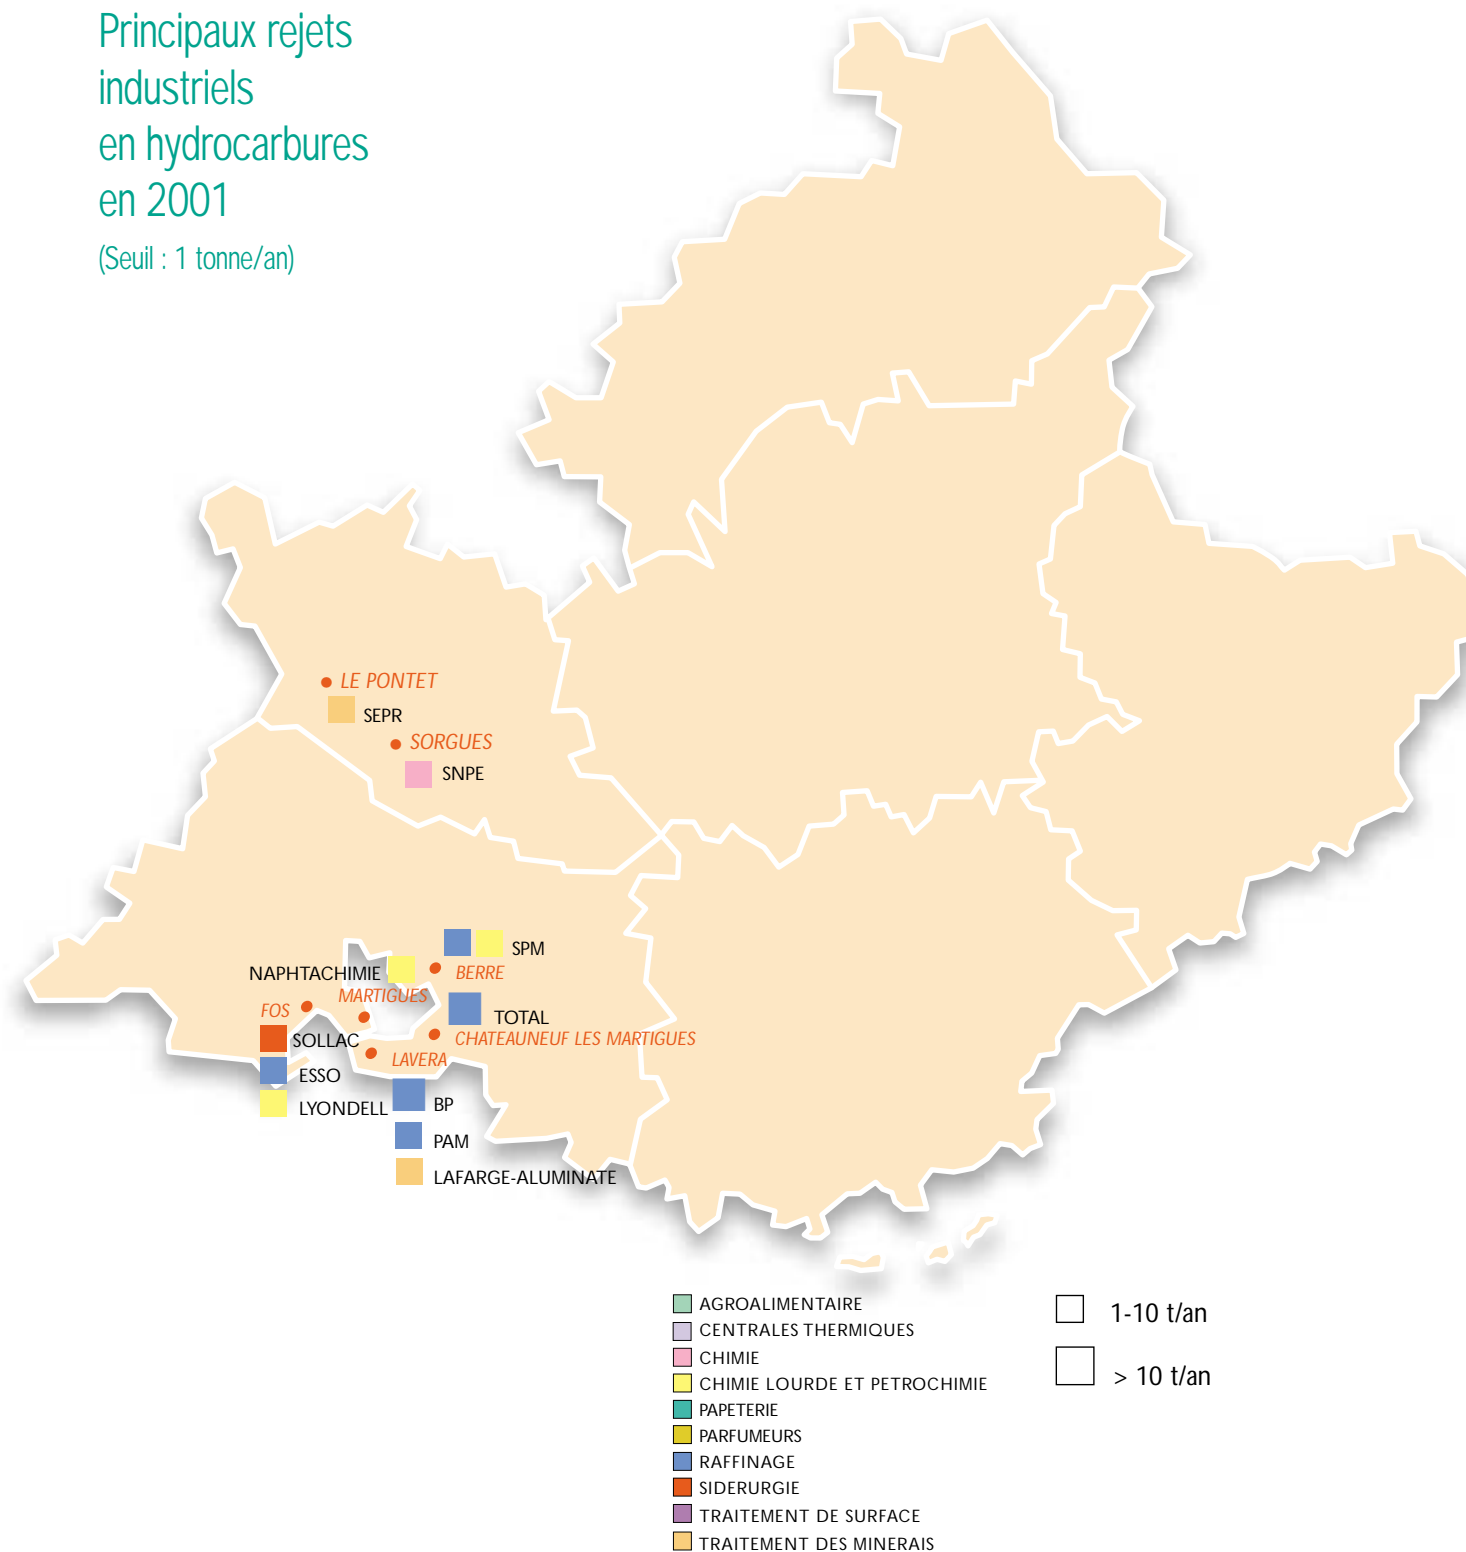 Principaux rejets
industriels
en hydrocarbures
en 2001
(Seuil : 1 tonne/an)
LE PONTET
SEPR
SORGUES
SNPE
SPM
NAPHTACHIMIE
BERRE
MARTIGUES
FOS
TOTAL
SOLLAC
CHATEAUNEUF LES MARTIGUES
LAVERA
ESSO
LYONDELL
BP
PAM
LAFARGE-ALUMINATE
AGROALIMENTAIRE
CENTRALES THERMIQUES
CHIMIE
CHIMIE LOURDE ET PETROCHIMIE
PAPETERIE
PARFUMEURS
RAFFINAGE
SIDERURGIE
TRAITEMENT DE SURFACE
TRAITEMENT DES MINERAIS
1-10 t/an
> 10 t/an